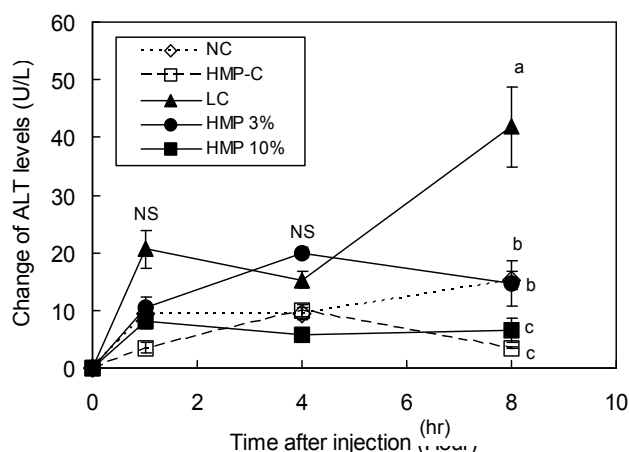 60
50
40
30
20
10
0
Change of ALT levels (U/L)
NC
HMP-C
LC
HMP 3%
HMP 10%
NS
NS
a
b
b
c
c
0
2
4
6
8
10
(hr)
Time after injection